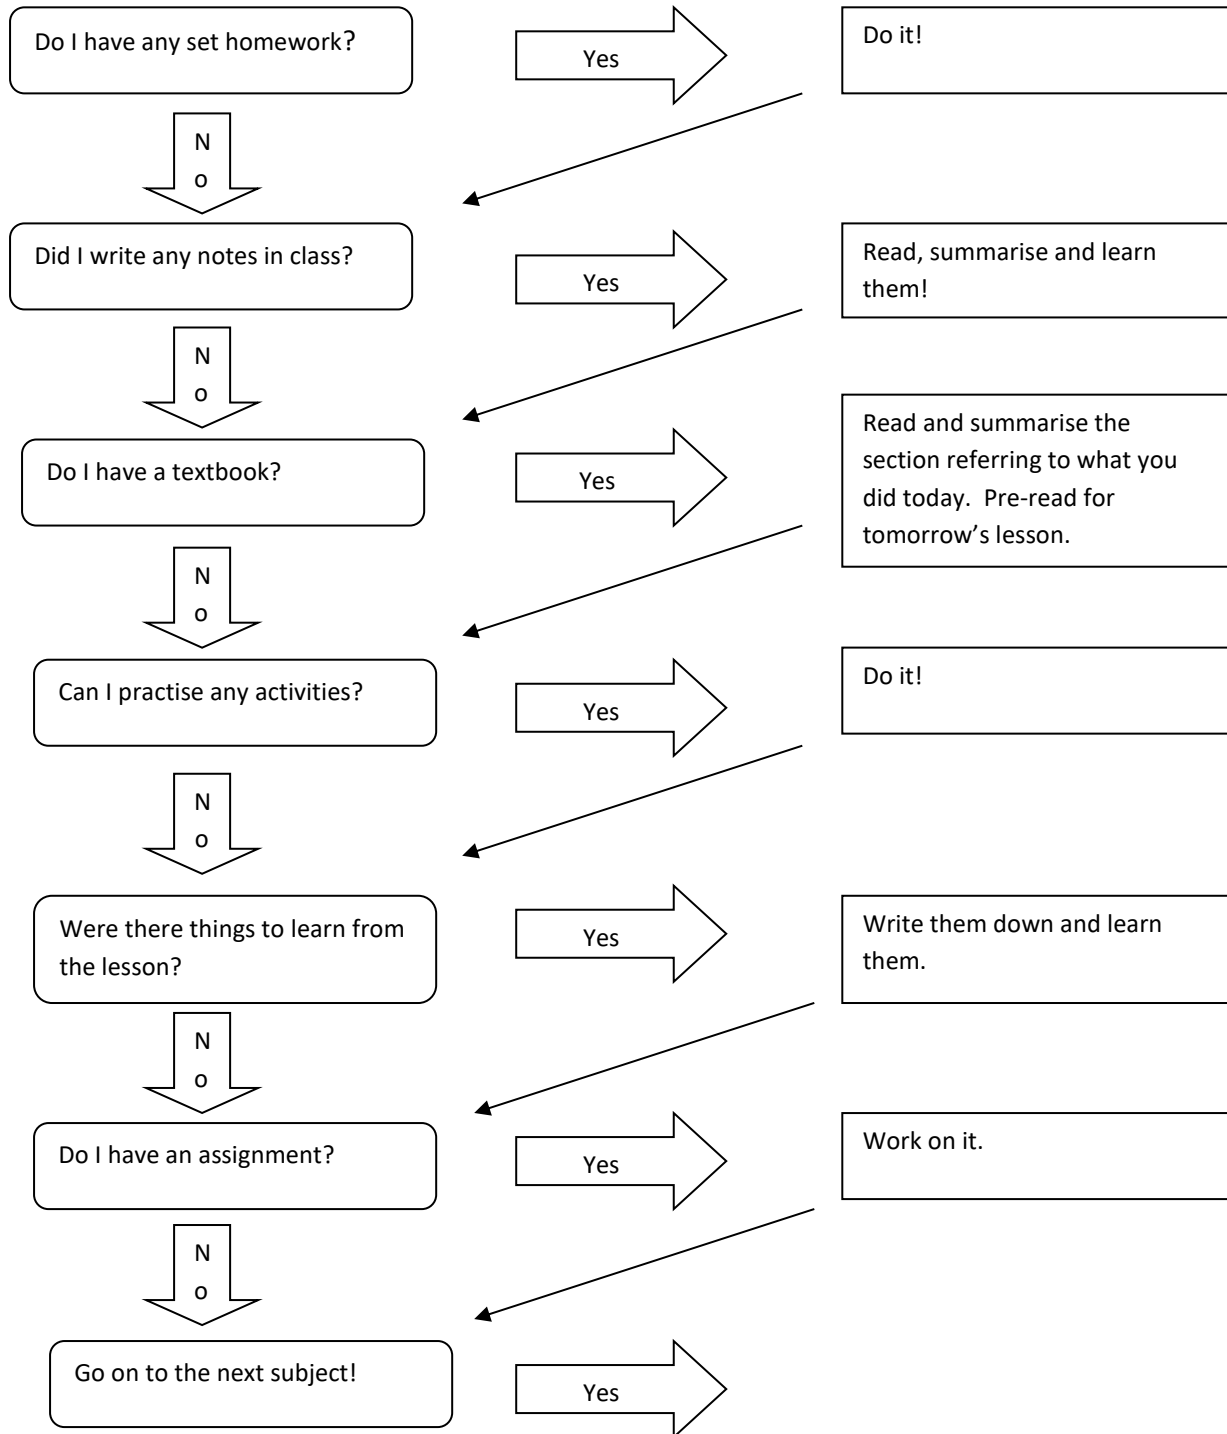 Do I have any set homework?
Yes
Do it!
N
o
Did I write any notes in class?
Yes
Read, summarise and learn
them!
N
o
Do I have a textbook?
Yes
Read and summarise the
section referring to what you
did today.  Pre-read for
tomorrow’s lesson.
N
o
Can I practise any activities?
Yes
Do it!
N
o
Were there things to learn from
the lesson?
Yes
Write them down and learn
them.
N
o
Do I have an assignment?
Yes
Work on it.
N
o
Go on to the next subject!
Yes